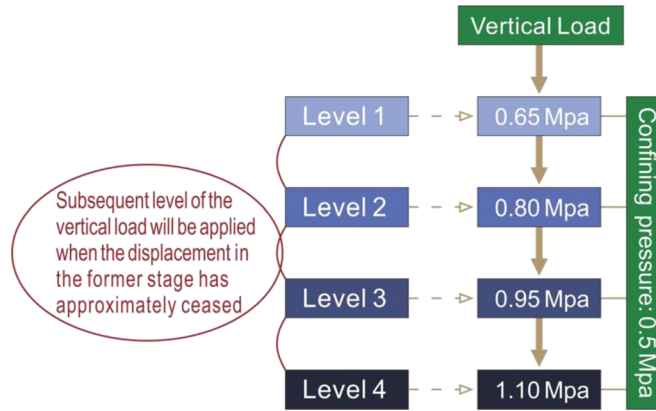 Vertical Load
Level 1
0.65 Mpa
Level 2
0.80 Mpa
Level 3
0.95 Mpa
Level 4
1.10 Mpa
Subsequent level of the
vertical load will be applied
when the displacement in
the former stage has
approximately ceased
Confining pressure: 0.5 Mpa